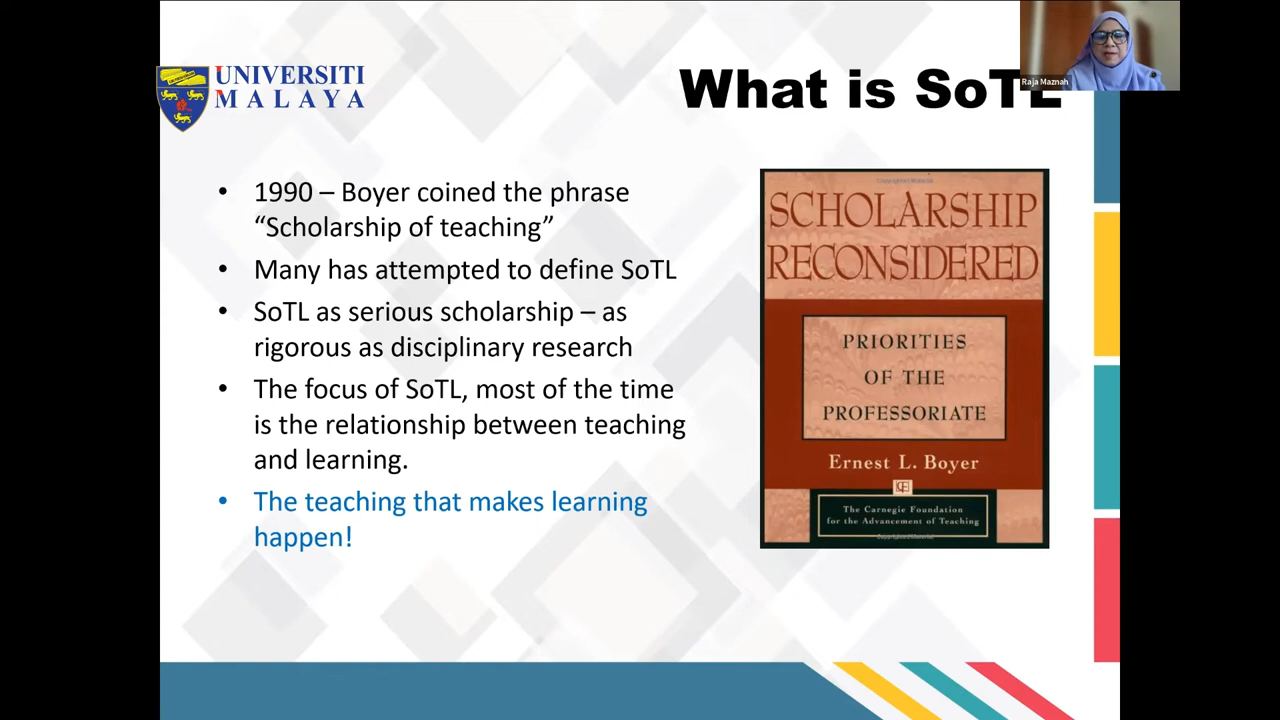 UNIVERSITI
MALAYA
What is SoTL
Raja Maznah
• 1990 – Boyer coined the phrase
“Scholarship of teaching”
• Many has attempted to define SoTL
• SoTL as serious scholarship – as
rigorous as disciplinary research
• The focus of SoTL, most of the time
is the relationship between teaching
and learning.
• The teaching that makes learning
happen!
SCHOLARSHIP
RECONSIDERED
PRIORITIES
OF THE
PROFESSORIATE
Ernest L. Boyer
The Carnegie Foundation
for the Advancement of Teaching